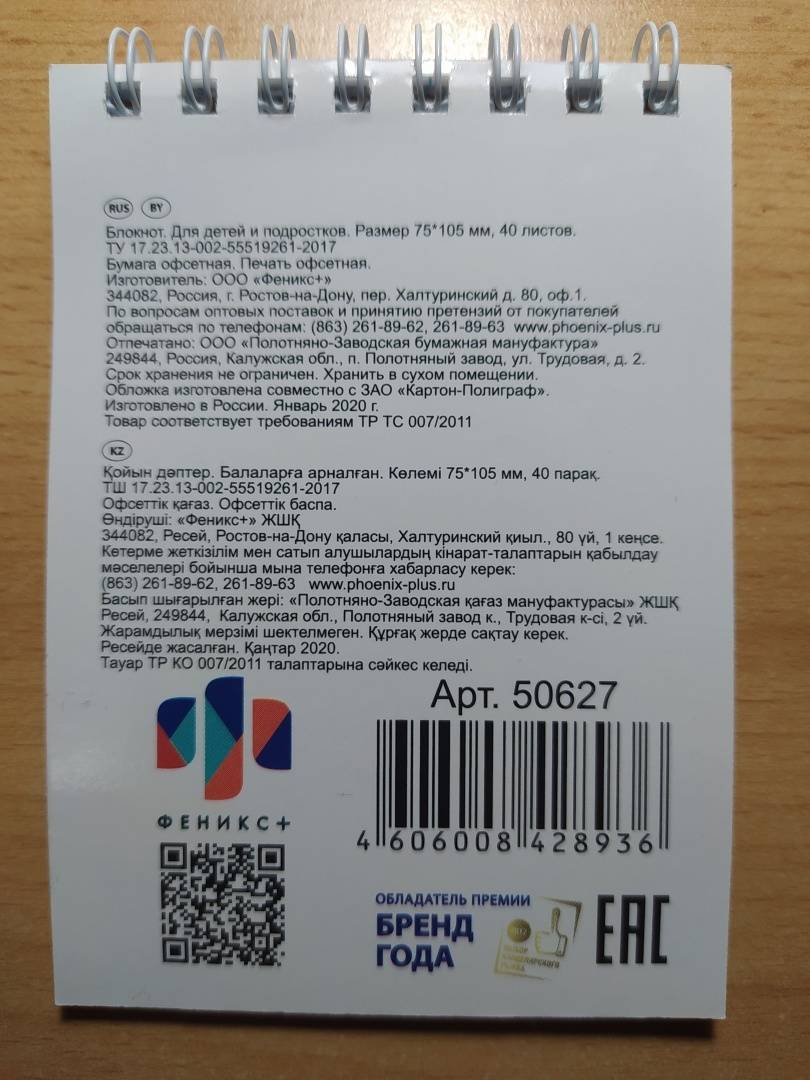 RUS BY
Блокнот. Для детей и подростков. Размер 75*105 мм, 40 листов.
ТУ 17.23.13-002-55519261-2017
Бумага офсетная. Печать офсетная.
Изготовитель: ООО «Феникс+»
344082, Россия, г. Ростов-на-Дону, пер. Халтуринский д. 80, оф.1.
По вопросам оптовых поставок и принятию претензий от покупателей
обращаться по телефонам: (863) 261-89-62, 261-89-63 www.phoenix-plus.ru
Отпечатано: ООО «Полотняно-Заводская бумажная мануфактура»
249844, Россия, Калужская обл., п. Полотняный завод, ул. Трудовая, д. 2.
Срок хранения не ограничен. Хранить в сухом помещении.
Обложка изготовлена совместно с ЗАО «Картон-Полиграф».
Изготовлено в России. Январь 2020 г.
Товар соответствует требованиям ТР ТС 007/2011
KZ
Қойын дәптер. Балаларға арналған. Көлемі 75*105 мм, 40 парақ.
ТШ 17.23.13-002-55519261-2017
Офсеттік қағаз. Офсеттік баспа.
Өндіруші: «Феникс+» ЖШҚ
344082, Ресей, Ростов-на-Дону қаласы, Халтуринский қиыл., 80 үй, 1 кеңсе.
Көтерме жеткізілім мен сатып алушылардың кінарат-талаптарын қабылдау
мәселелері бойынша мына телефонға хабарласу керек:
(863) 261-89-62, 261-89-63 www.phoenix-plus.ru
Басып шығарылған жері: «Полотняно-Заводская қағаз мануфактурасы» ЖШҚ
Ресей, 249844, Калужская обл., Полотняный завод к., Трудовая к-сі, 2 үй.
Жарамдылық мерзімі шектелмеген. Құрғақ жерде сақтау керек.
Ресейде жасалған. Қаңтар 2020.
Тауар ТР КО 007/2011 талаптарына сәйкес келеді.
Арт. 50627
ФЕНИКС+
4 606008 428936
ОБЛАДАТЕЛЬ ПРЕМИИ
БРЕНД
ГОДА
ЕАС